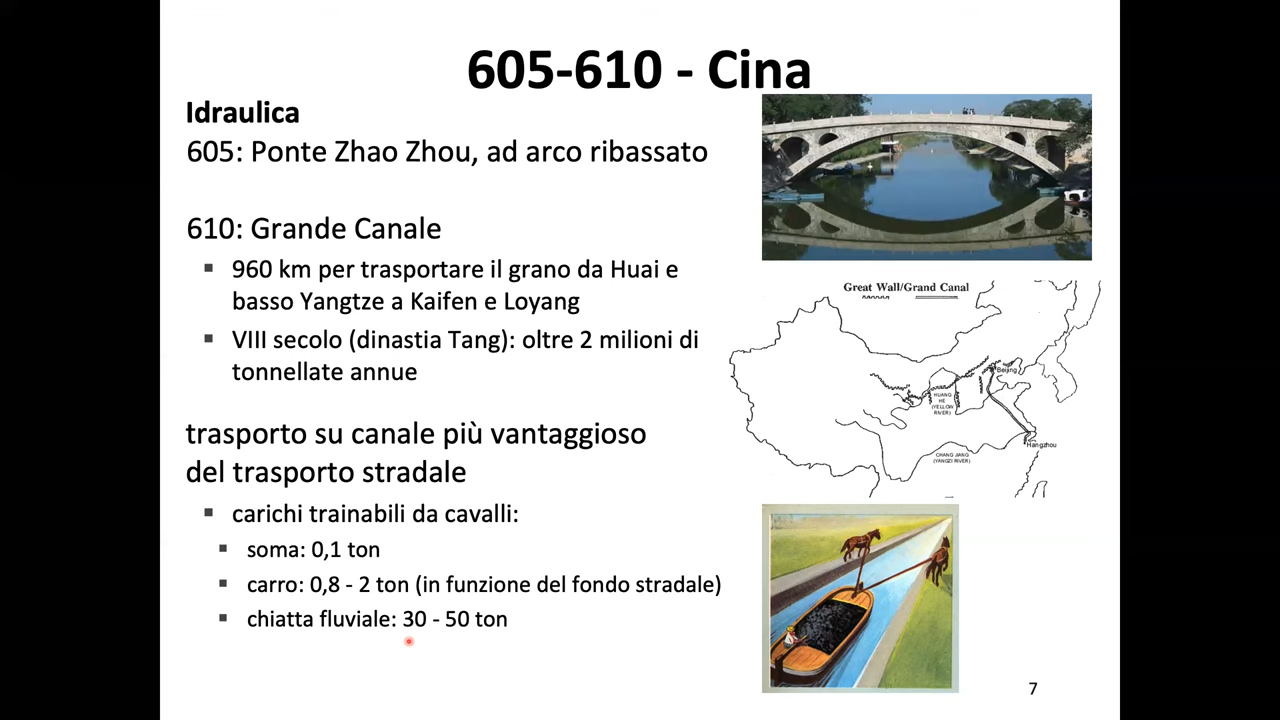 605-610 - Cina
Idraulica
605: Ponte Zhao Zhou, ad arco ribassato
610: Grande Canale
960 km per trasportare il grano da Huai e
basso Yangtze a Kaifen e Loyang
VIII secolo (dinastia Tang): oltre 2 milioni di
tonnellate annue
trasporto su canale più vantaggioso
del trasporto stradale
carichi trainabili da cavalli:
soma: 0,1 ton
carro: 0,8 - 2 ton (in funzione del fondo stradale)
chiatta fluviale: 30 - 50 ton
Great Wall/Grand Canal
Beijing
HUANG
HE
(YELLOW
RIVER)
Hangzhou
CHANG JIANG
(YANGZI RIVER)
7